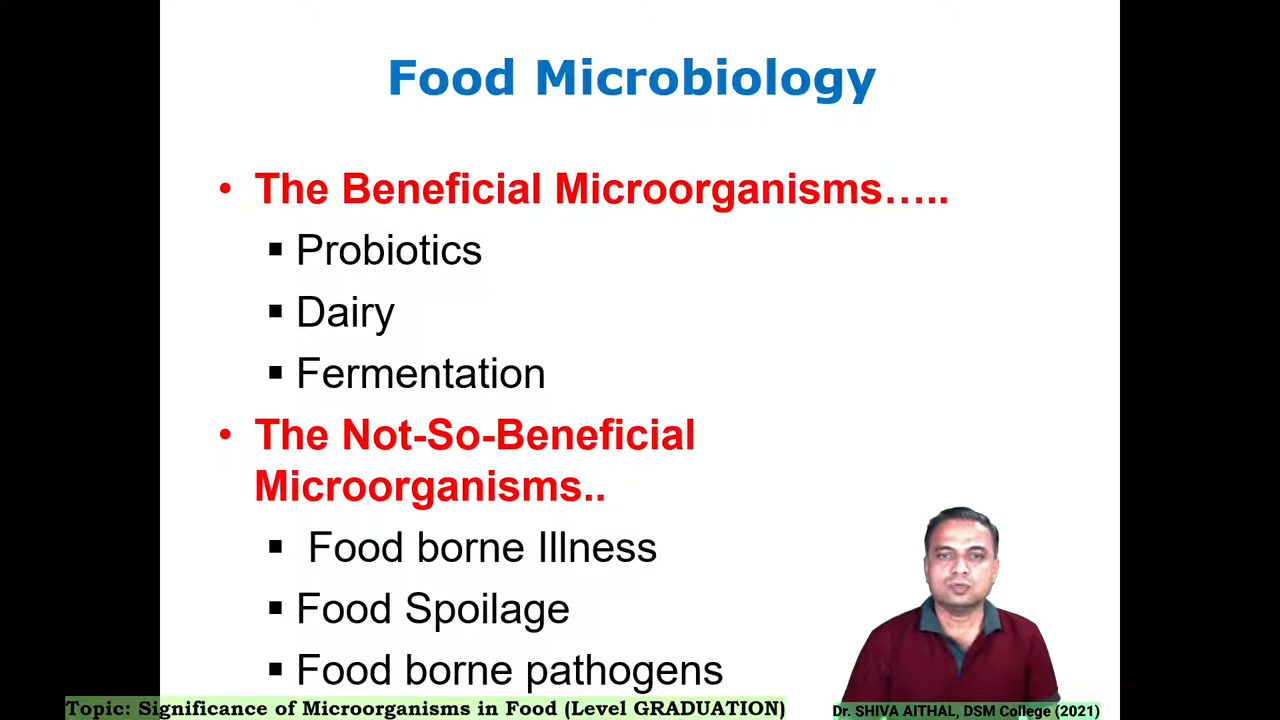 Food Microbiology
• The Beneficial Microorganisms…..
▪ Probiotics
▪ Dairy
▪ Fermentation
• The Not-So-Beneficial
Microorganisms..
▪ Food borne Illness
▪ Food Spoilage
▪ Food borne pathogens
Topic: Significance of Microorganisms in Food (Level GRADUATION)
Dr. SHIVA AITHAL, DSM College (2021)